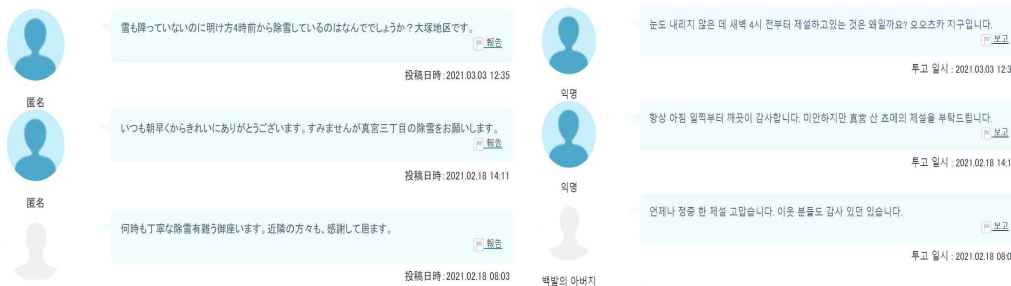 雪も降っていないのに明け方4時前から除雪しているのはなんででしょうか？大塚地区です。
報告
投稿日時:2021.03.03 12:35
匿名
いつも朝早くからきれいにありがとうございます。すみませんが真宮三丁目の除雪をお願いします。
報告
投稿日時:2021.02.18 14:11
匿名
何時も丁寧な除雪有難う御座います。近隣の方々も、感謝して居ます。
報告
投稿日時:2021.02.18 08:03
눈도 내리지 않은 데 새벽 4시 전부터 제설하고있는 것은 왜일까요? 오오츠카 지구입니다.
보고
투고 일시 : 2021.03.03 12:3
익명
항상 아침 일찍부터 깨끗이 감사합니다. 미안하지만 真宮 산 쵸메의 제설을 부탁드립니다.
보고
투고 일시 : 2021.02.18 14:1
익명
언제나 정중 한 제설 고맙습니다. 이웃 분들도 감사 있던 있습니다.
보고
투고 일시 : 2021.02.18 08:0
백발의 아버지